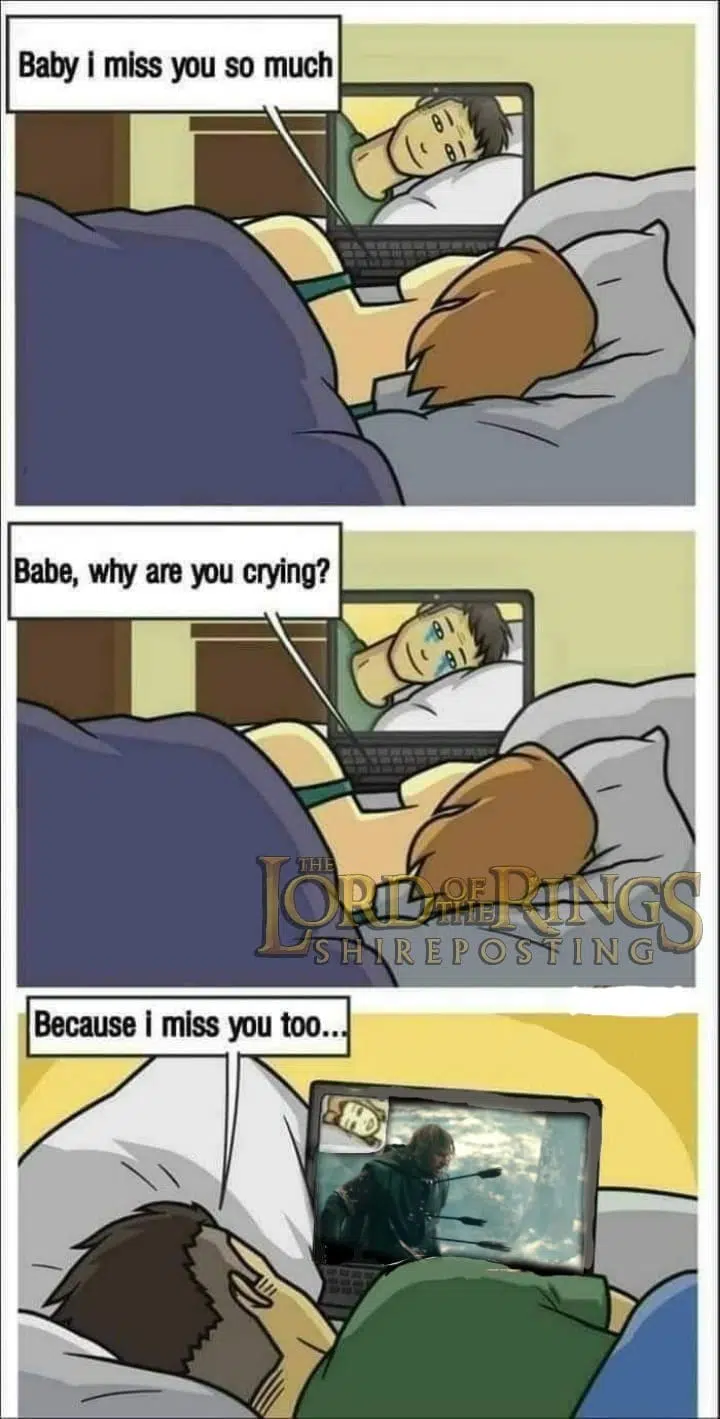 Baby i miss you so much
Babe, why are you crying?
THE
LORD OF THE RINGS
SHIREPOSTING
Because i miss you too...